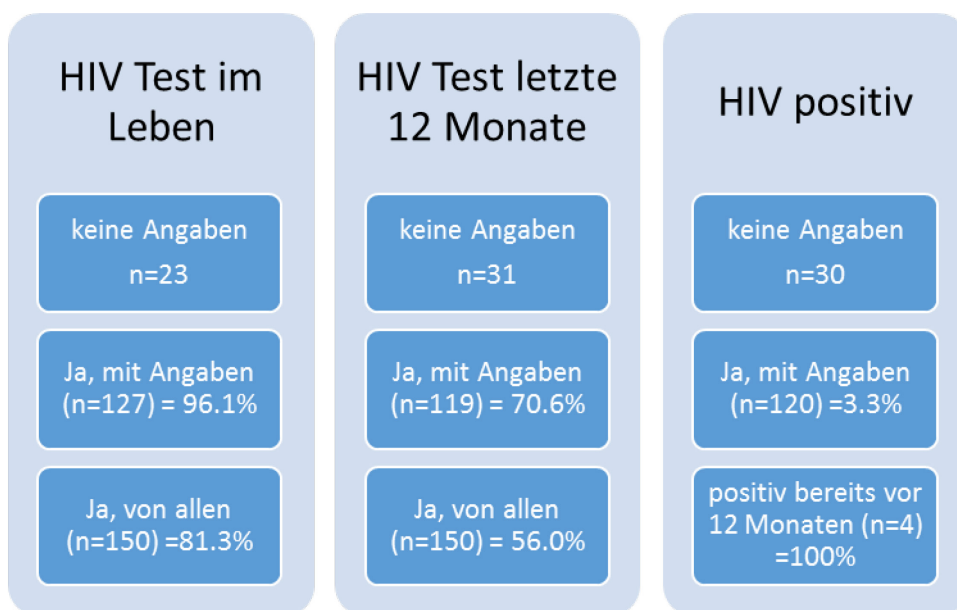 HIV Test im
Leben
keine Angaben
n=23
Ja, mit Angaben
(n=127) = 96.1%
Ja, von allen
(n=150) =81.3%
HIV Test letzte
12 Monate
keine Angaben
n=31
Ja, mit Angaben
(n=119) = 70.6%
Ja, von allen
(n=150) = 56.0%
HIV positiv
keine Angaben
n=30
Ja, mit Angaben
(n=120) =3.3%
positiv bereits vor
12 Monaten (n=4)
=100%